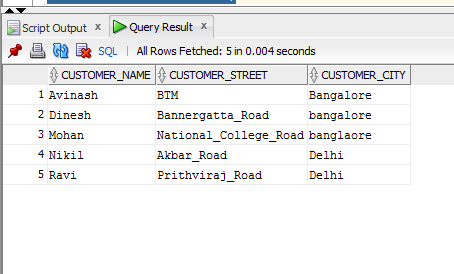 Script Output Query Result
SQL All Rows Fetched: 5 in 0.004 seconds
CUSTOMER_NAME CUSTOMER_STREET CUSTOMER_CITY
1 Avinash BTM Bangalore
2 Dinesh Bannergatta_Road bangalore
3 Mohan National_College_Road banglaore
4 Nikil Akbar_Road Delhi
5 Ravi Prithviraj_Road Delhi